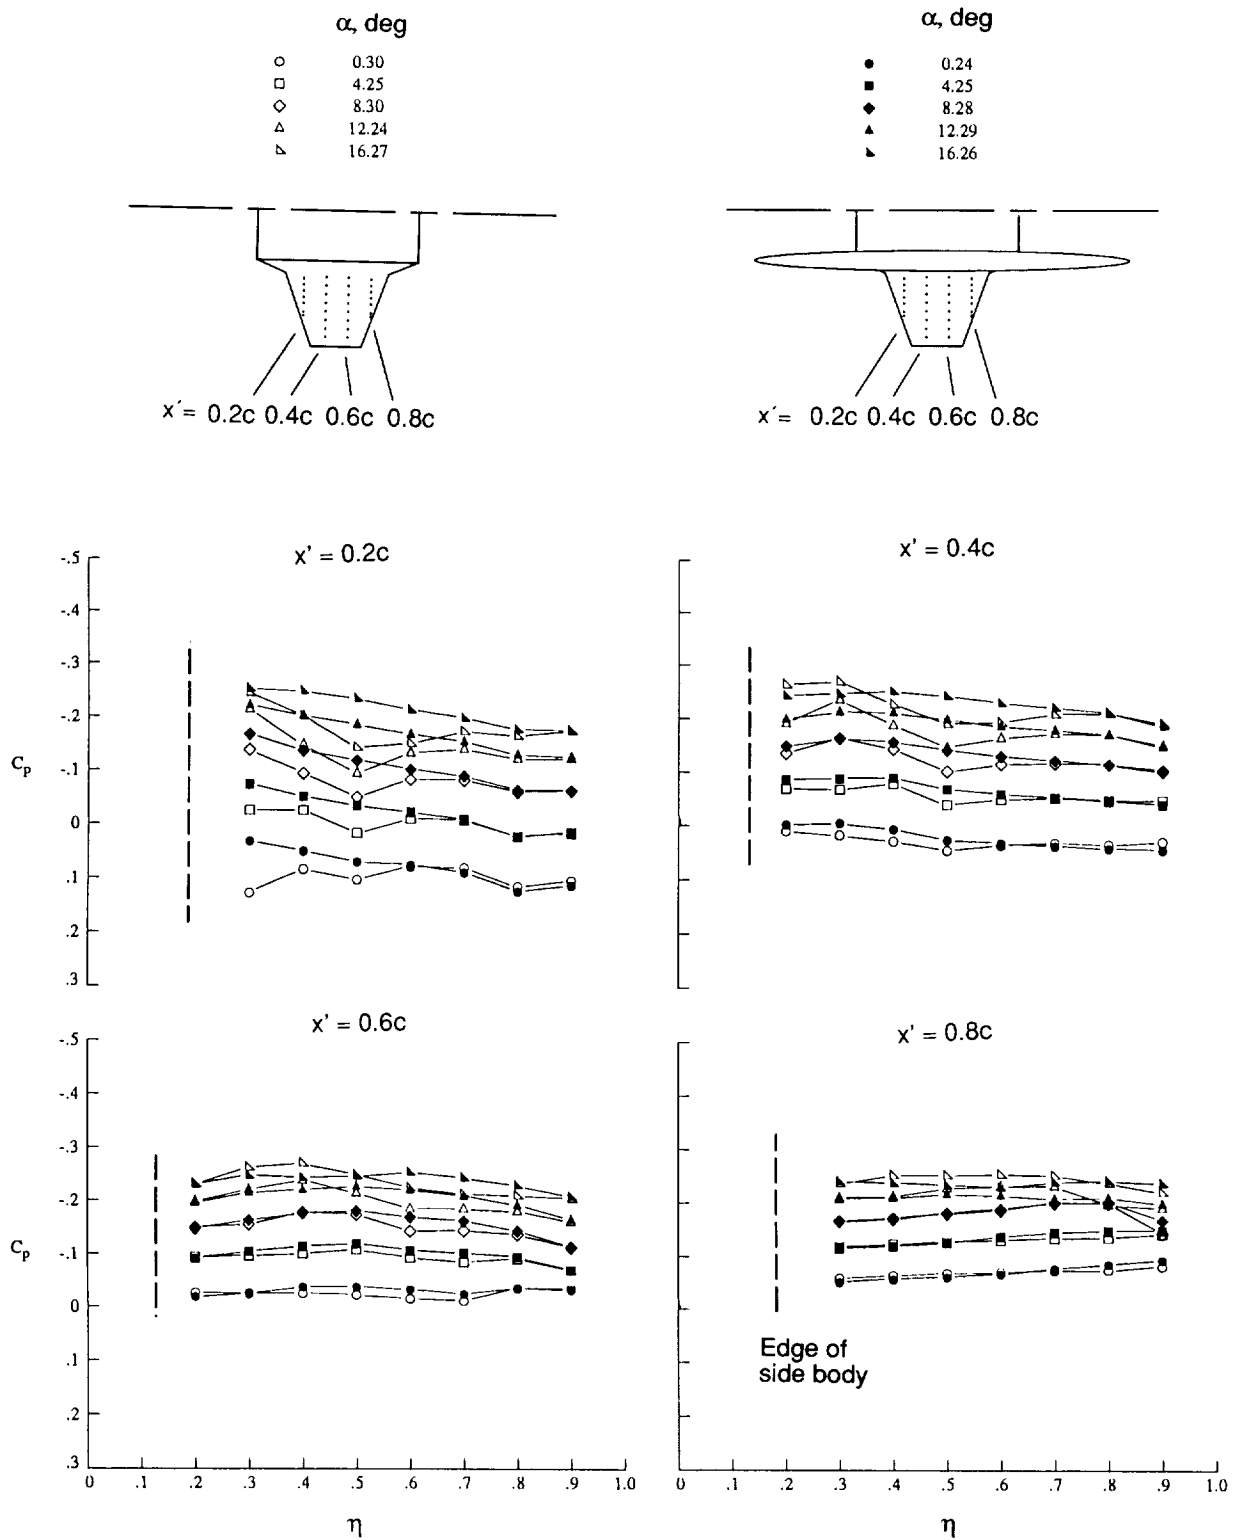 α, deg
0.30
4.25
8.30
12.24
16.27
α, deg
0.24
4.25
8.28
12.29
16.26
x´= 0.2c 0.4c 0.6c 0.8c
x´= 0.2c 0.4c 0.6c 0.8c
x' = 0.2c
-.5
-.4
-.3
-.2
-.1
0
.1
.2
.3
Cp
x' = 0.4c
x' = 0.6c
-.5
-.4
-.3
-.2
-.1
0
.1
.2
.3
Cp
0 .1 .2 .3 .4 .5 .6 .7 .8 .9 1.0
η
x' = 0.8c
Edge of
side body
0 .1 .2 .3 .4 .5 .6 .7 .8 .9 1.0
η